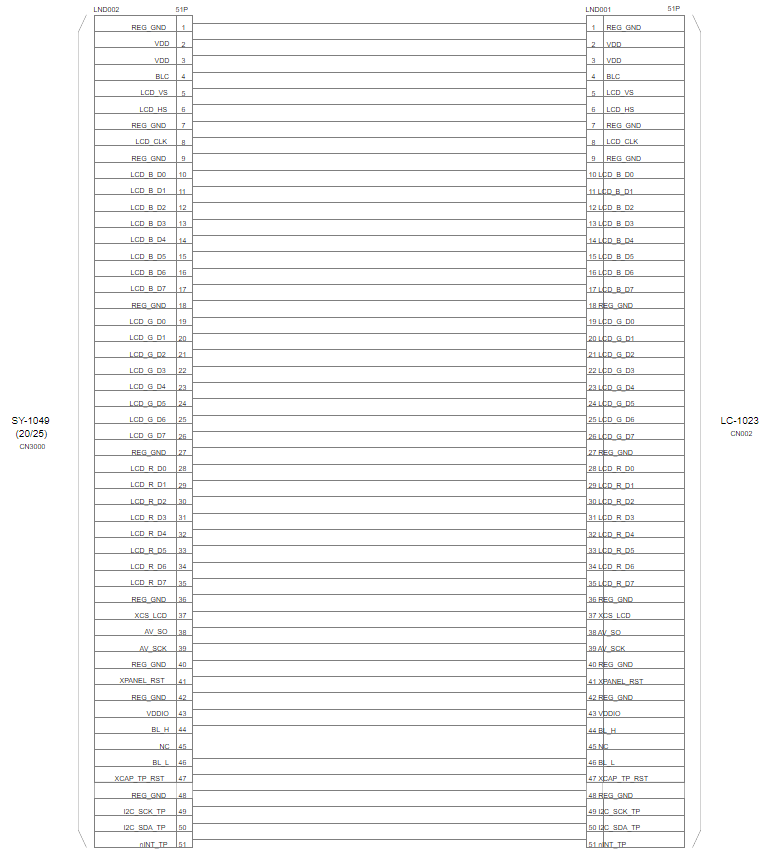 LND002 51P LND001 51P
REG_GND 1 1 REG_GND
VDD 2 2 VDD
VDD 3 3 VDD
BLC 4 4 BLC
LCD_VS 5 5 LCD_VS
LCD_HS 6 6 LCD_HS
REG_GND 7 7 REG_GND
LCD_CLK 8 8 LCD_CLK
REG_GND 9 9 REG_GND
LCD_B_D0 10 10 LCD_B_D0
LCD_B_D1 11 11 LCD_B_D1
LCD_B_D2 12 12 LCD_B_D2
LCD_B_D3 13 13 LCD_B_D3
LCD_B_D4 14 14 LCD_B_D4
LCD_B_D5 15 15 LCD_B_D5
LCD_B_D6 16 16 LCD_B_D6
LCD_B_D7 17 17 LCD_B_D7
REG_GND 18 18 REG_GND
LCD_G_D0 19 19 LCD_G_D0
LCD_G_D1 20 20 LCD_G_D1
LCD_G_D2 21 21 LCD_G_D2
LCD_G_D3 22 22 LCD_G_D3
LCD_G_D4 23 23 LCD_G_D4
LCD_G_D5 24 24 LCD_G_D5
SY-1049 LCD_G_D6 25 25 LCD_G_D6 LC-1023
(20/25) LCD_G_D7 26 26 LCD_G_D7 CN002
CN3000 REG_GND 27 27 REG_GND
LCD_R_D0 28 28 LCD_R_D0
LCD_R_D1 29 29 LCD_R_D1
LCD_R_D2 30 30 LCD_R_D2
LCD_R_D3 31 31 LCD_R_D3
LCD_R_D4 32 32 LCD_R_D4
LCD_R_D5 33 33 LCD_R_D5
LCD_R_D6 34 34 LCD_R_D6
LCD_R_D7 35 35 LCD_R_D7
REG_GND 36 36 REG_GND
XCS_LCD 37 37 XCS_LCD
AV_SO 38 38 AV_SO
AV_SCK 39 39 AV_SCK
REG_GND 40 40 REG_GND
XPANEL_RST 41 41 XPANEL_RST
REG_GND 42 42 REG_GND
VDDIO 43 43 VDDIO
BL_H 44 44 BL_H
NC 45 45 NC
BL_L 46 46 BL_L
XCAP_TP_RST 47 47 XCAP_TP_RST
REG_GND 48 48 REG_GND
I2C_SCK_TP 49 49 I2C_SCK_TP
I2C_SDA_TP 50 50 I2C_SDA_TP
nINT_TP 51 51 nINT_TP